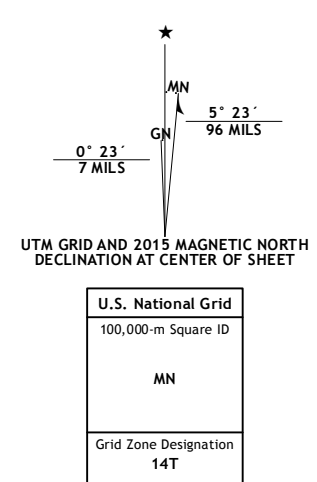 ★
MN
5° 23´
96 MILS
GN
0° 23´
7 MILS
UTM GRID AND 2015 MAGNETIC NORTH
DECLINATION AT CENTER OF SHEET
U.S. National Grid
100,000-m Square ID
MN
Grid Zone Designation
14T